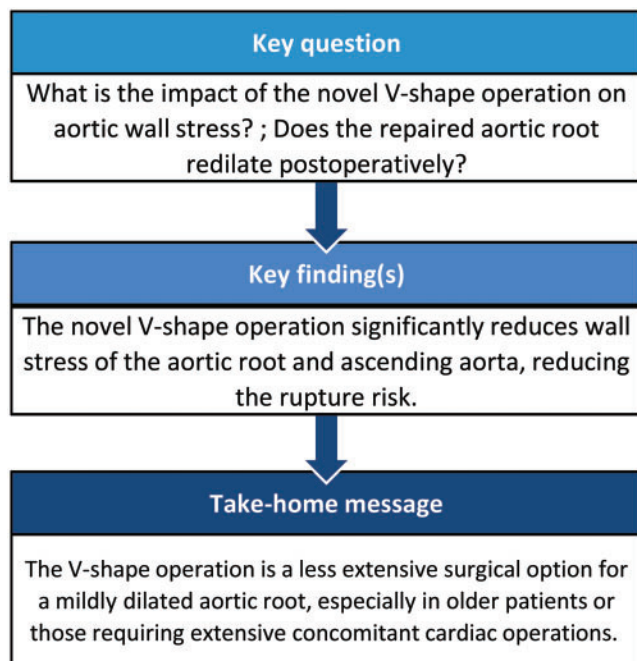 Key question
What is the impact of the novel V-shape operation on
aortic wall stress? ; Does the repaired aortic root
redilate postoperatively?
Key finding(s)
The novel V-shape operation significantly reduces wall
stress of the aortic root and ascending aorta, reducing
the rupture risk.
Take-home message
The V-shape operation is a less extensive surgical option for
a mildly dilated aortic root, especially in older patients or
those requiring extensive concomitant cardiac operations.